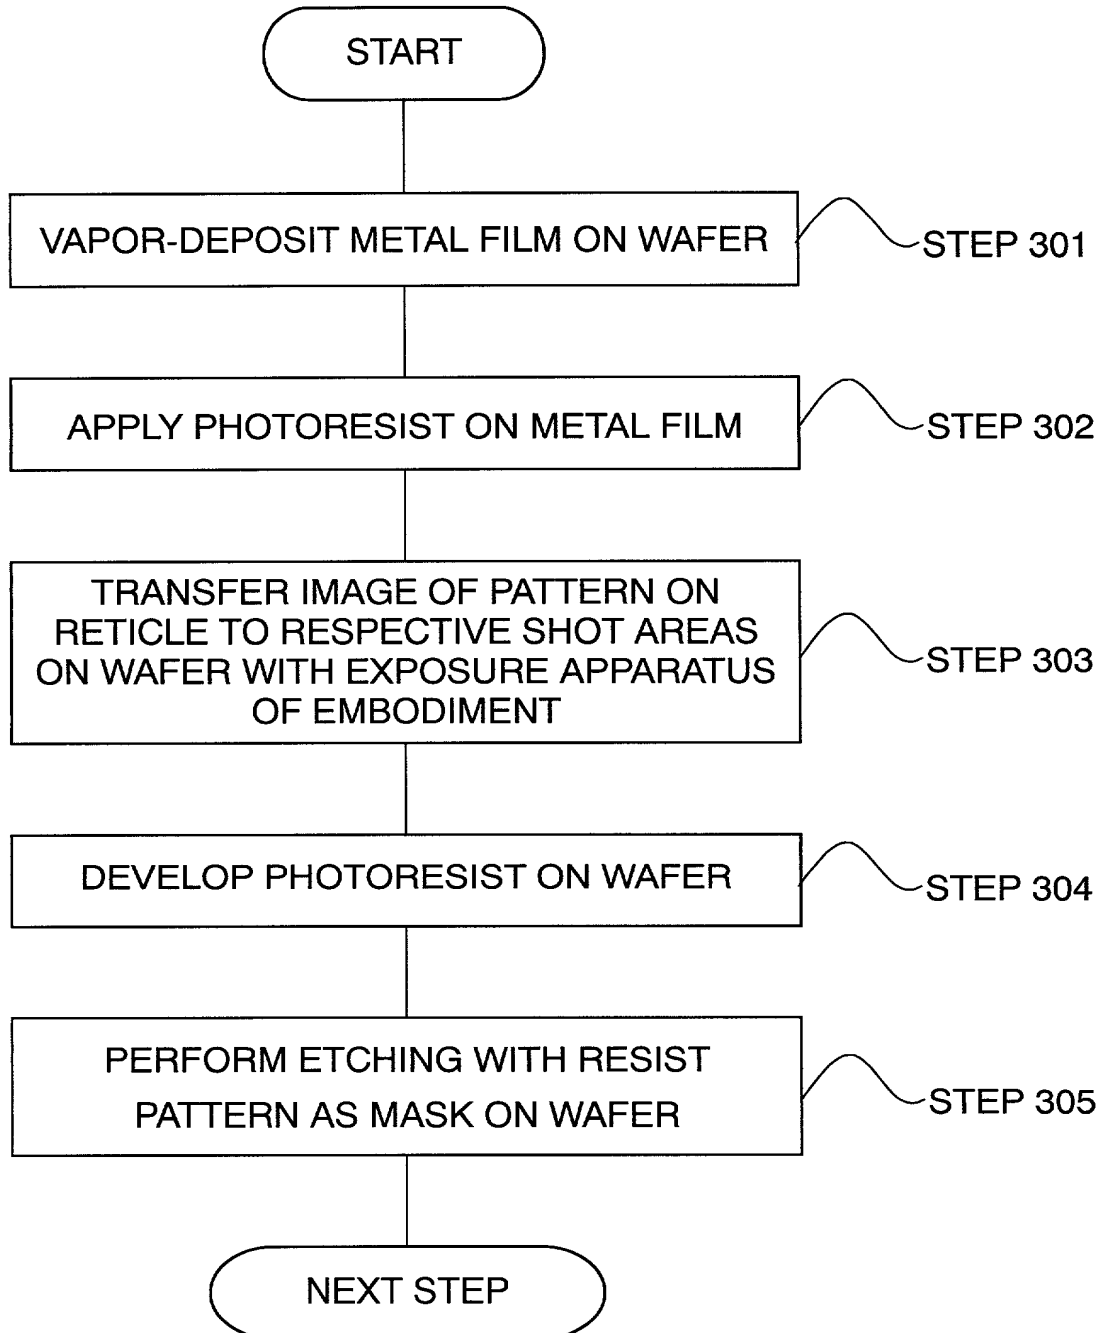 START
VAPOR-DEPOSIT METAL FILM ON WAFER
STEP 301
APPLY PHOTORESIST ON METAL FILM
STEP 302
TRANSFER IMAGE OF PATTERN ON
RETICLE TO RESPECTIVE SHOT AREAS
ON WAFER WITH EXPOSURE APPARATUS
OF EMBODIMENT
STEP 303
DEVELOP PHOTORESIST ON WAFER
STEP 304
PERFORM ETCHING WITH RESIST
PATTERN AS MASK ON WAFER
STEP 305
NEXT STEP